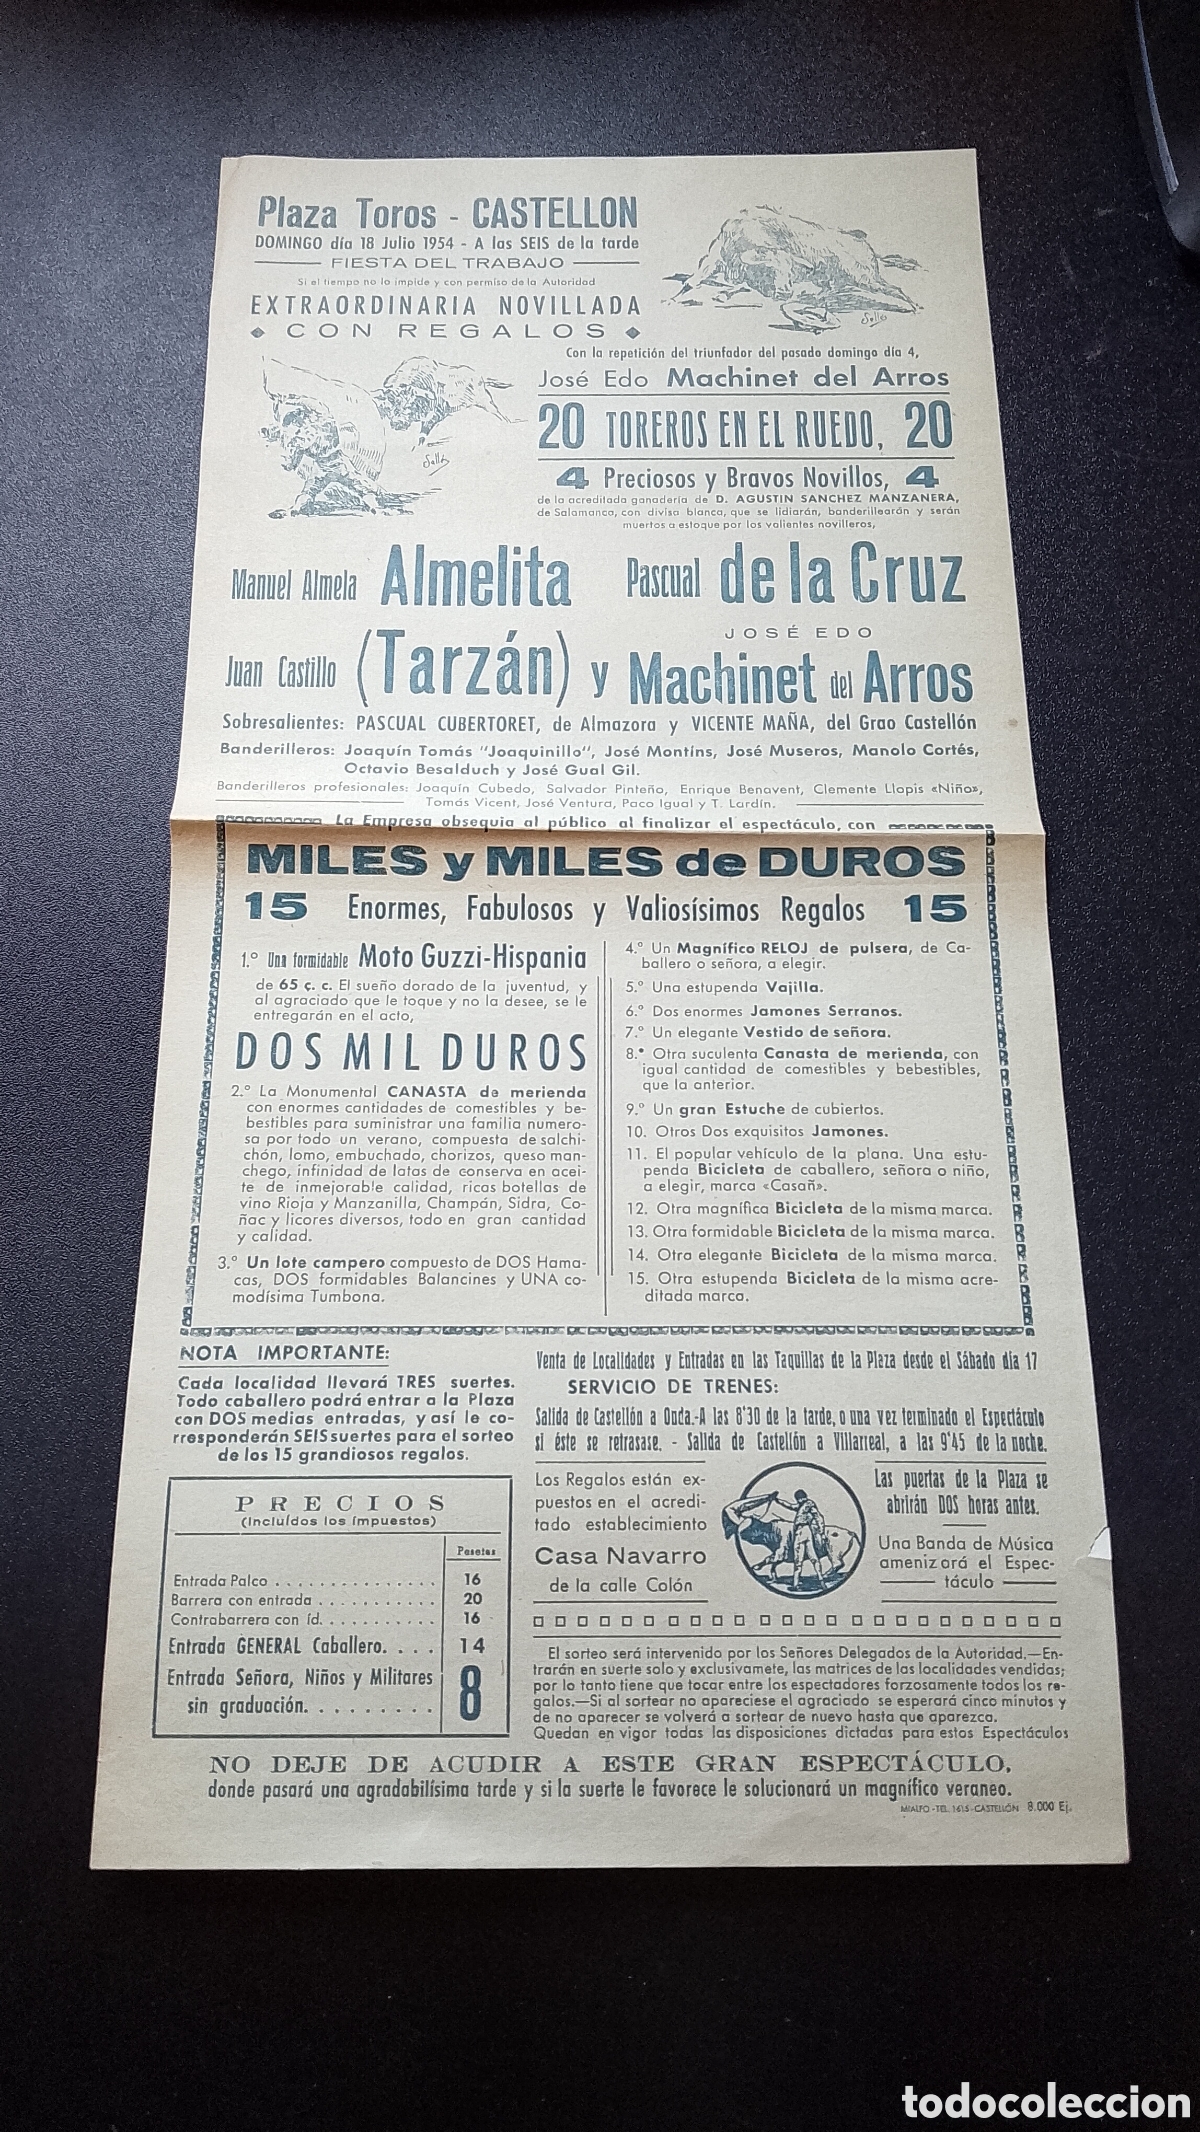 Plaza Toros - CASTELLON
DOMINGO día 18 Julio 1954 - A las SEIS de la tarde
FIESTA DEL TRABAJO
Si el tiempo no lo impide y con permiso de la Autoridad
EXTRAORDINARIA NOVILLADA
CON REGALOS
Con la repetición del triunfador del pasado domingo día 4,
José Edo Machinet del Arros
20 TOREROS EN EL RUEDO, 20
4 Preciosos y Bravos Novillos, 4
de la acreditada ganadería de D. AGUSTIN SANCHEZ MANZANERA,
de Salamanca, con divisa blanca, que se lidiarán, banderillearán y serán
muertos a estoque por los valientes novilleros,
Manuel Almela Almelita Pascual de la Cruz
JOSÉ EDO
Juan Castillo (Tarzán) y Machinet del Arros
Sobresalientes: PASCUAL CUBERTORET, de Almazora y VICENTE MAÑA, del Grao Castellón
Banderilleros: Joaquín Tomás "Joaquinillo", José Montíns, José Museros, Manolo Cortés,
Octavio Besalduch y José Gual Gil.
Banderilleros profesionales: Joaquín Cubedo, Salvador Pinteño, Enrique Benavent, Clemente Llopis «Niño»,
Tomás Vicent, José Ventura, Paco Igual y T. Lardín.
La Empresa obsequia al público al finalizar el espectáculo, con
MILES y MILES de DUROS
15 Enormes, Fabulosos y Valiosísimos Regalos 15
1.º Una formidable Moto Guzzi-Hispania
de 65 c. c. El sueño dorado de la juventud, y
al agraciado que le toque y no la desee, se le
entregarán en el acto,
DOS MIL DUROS
2.º La Monumental CANASTA de merienda
con enormes cantidades de comestibles y be-
bestibles para suministrar una familia numero-
sa por todo un verano, compuesta de salchi-
chón, lomo, embuchado, chorizos, queso man-
chego, infinidad de latas de conserva en acei-
te de inmejorable calidad, ricas botellas de
vino Rioja y Manzanilla, Champán, Sidra, Co-
ñac y licores diversos, todo en gran cantidad
y calidad.
3.º Un lote campero compuesto de DOS Hama-
cas, DOS formidables Balancines y UNA co-
modísima Tumbona.
4.º Un Magnífico RELOJ de pulsera, de Ca-
ballero o señora, a elegir.
5.º Una estupenda Vajilla.
6.º Dos enormes Jamones Serranos.
7.º Un elegante Vestido de señora.
8.º Otra suculenta Canasta de merienda, con
igual cantidad de comestibles y bebestibles,
que la anterior.
9.º Un gran Estuche de cubiertos.
10. Otros Dos exquisitos Jamones.
11. El popular vehículo de la plana. Una estu-
penda Bicicleta de caballero, señora o niño,
a elegir, marca «Casañ».
12. Otra magnífica Bicicleta de la misma marca.
13. Otra formidable Bicicleta de la misma marca.
14. Otra elegante Bicicleta de la misma marca.
15. Otra estupenda Bicicleta de la misma acre-
ditada marca.
NOTA IMPORTANTE:
Cada localidad llevará TRES suertes.
Todo caballero podrá entrar a la Plaza
con DOS medias entradas, y así le co-
rresponderán SEIS suertes para el sorteo
de los 15 grandiosos regalos.
PRECIOS
(Incluídos los impuestos)
Pesetas
Entrada Palco 16
Barrera con entrada 20
Contrabarrera con íd. 16
Entrada GENERAL Caballero. 14
Entrada Señora, Niños y Militares
sin graduación. 8
Venta de Localidades y Entradas en las Taquillas de la Plaza desde el Sábado día 17
SERVICIO DE TRENES:
Salida de Castellón a Onda.-A las 8'30 de la tarde, o una vez terminado el Espectáculo
si éste se retrasase. - Salida de Castellón a Villarreal, a las 9'45 de la noche.
Los Regalos están ex-
puestos en el acredi-
tado establecimiento
Casa Navarro
de la calle Colón
Las puertas de la Plaza se
abrirán DOS horas antes.
Una Banda de Música
amenizará el Espec-
táculo
El sorteo será intervenido por los Señores Delegados de la Autoridad.—En-
trarán en suerte solo y exclusivamete, las matrices de las localidades vendidas;
por lo tanto tiene que tocar entre los espectadores forzosamente todos los re-
galos.—Si al sortear no apareciese el agraciado se esperará cinco minutos y
de no aparecer se volverá a sortear de nuevo hasta que aparezca.
Quedan en vigor todas las disposiciones dictadas para estos Espectáculos
NO DEJE DE ACUDIR A ESTE GRAN ESPECTÁCULO,
donde pasará una agradabilísima tarde y si la suerte le favorece le solucionará un magnífico veraneo.
MIALFO - TEL. 1615 - CASTELLÓN 8.000 Ej.
todocoleccion